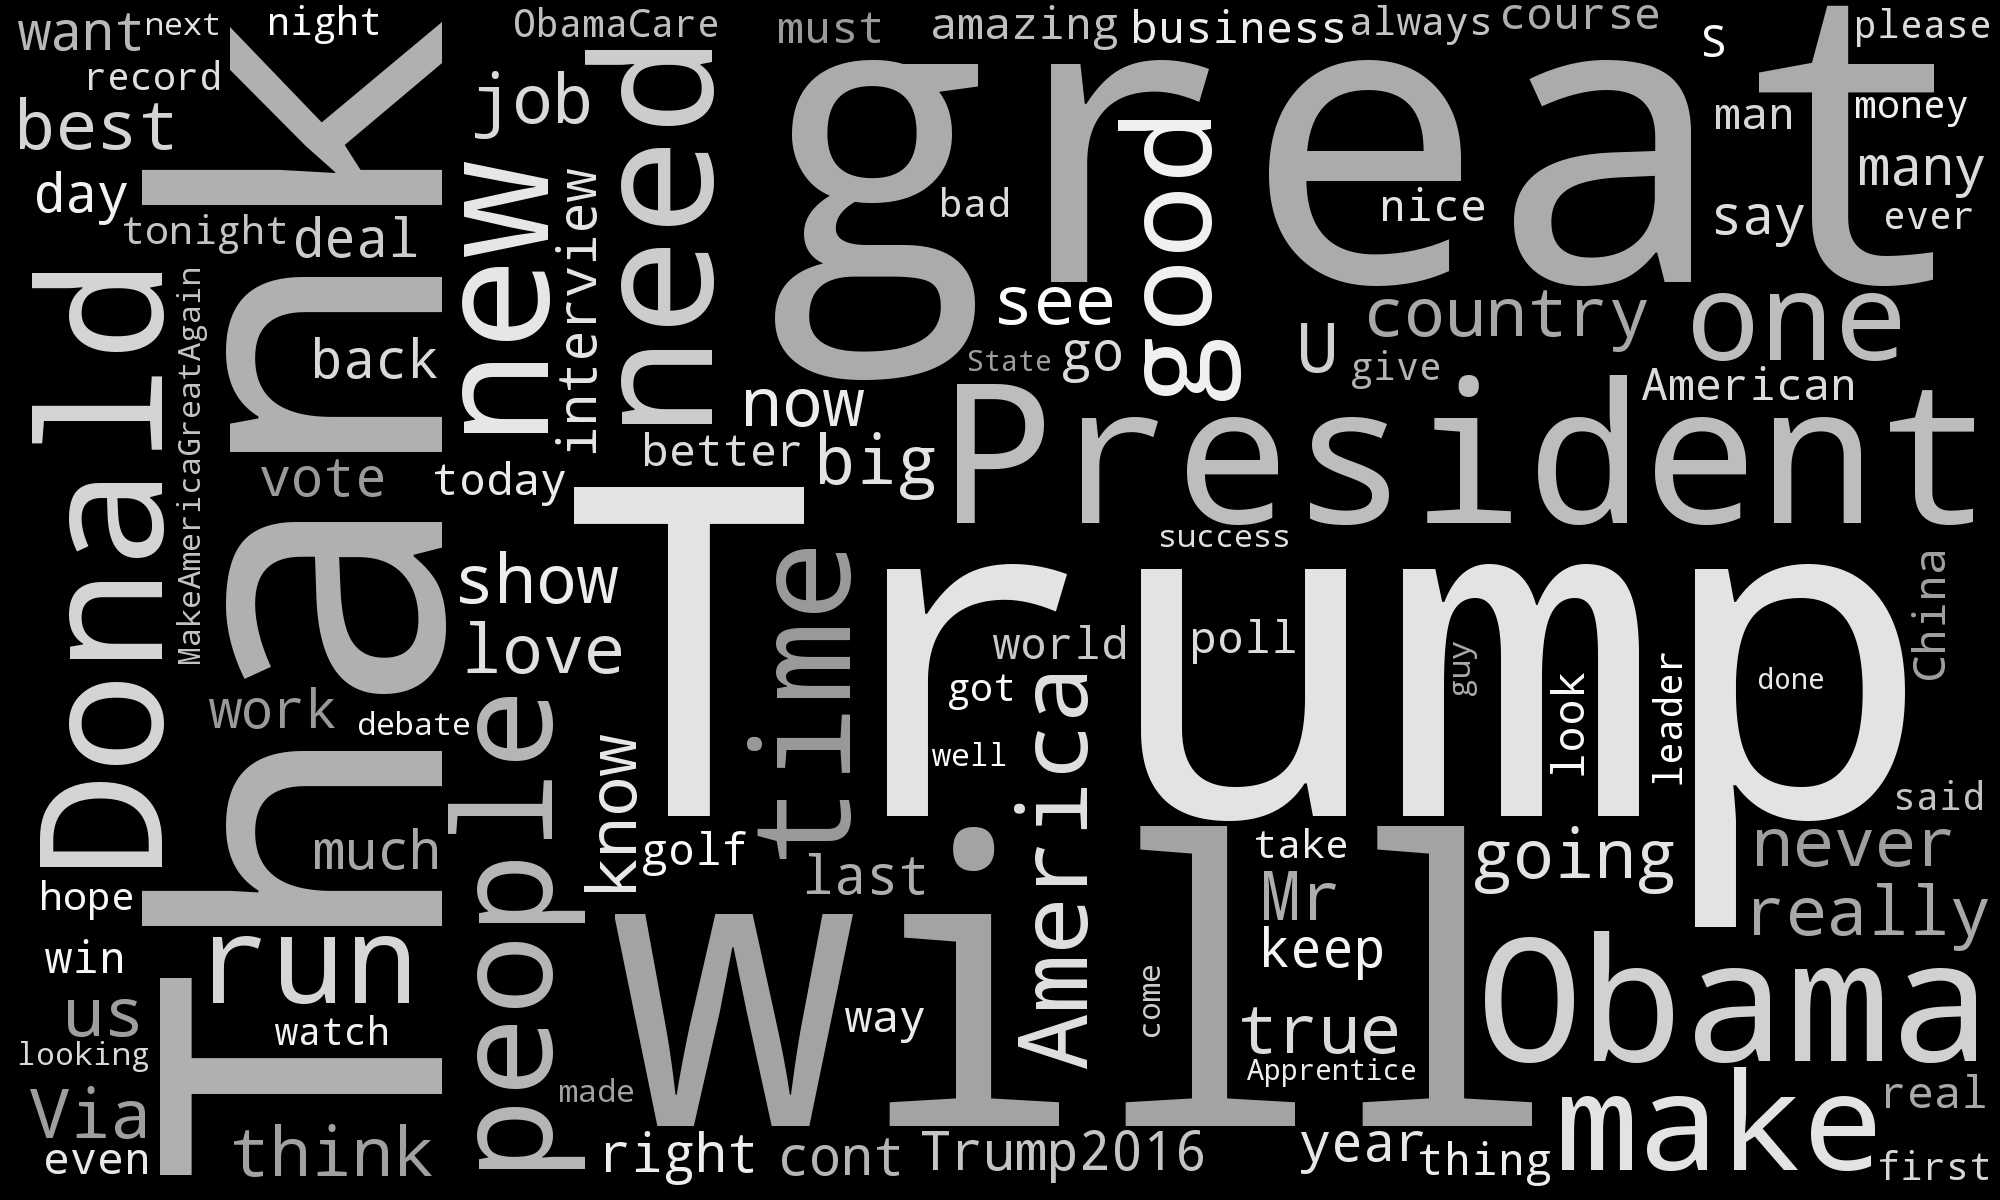 want
next
night
ObamaCare
must
amazing
business
always
course
s
please
record
best
job
need
great
man
money
day
Thank
new
interview
good
bad
nice
many
say
ever
tonight
deal
Donald
MakeAmericaGreatAgain
back
see
State
go
U
country
give
one
American
now
better
big
President
vote
today
Trump
success
time
show
love
world
poll
China
got
guy
look
leader
done
work
debate
people
know
well
America
said
much
golf
last
take
going
never
hope
Mr
really
run
will
keep
win
Obama
us
watch
way
come
true
looking
Apprentice
made
Via
make
real
even
think
right
cont
Trump2016
year
thing
first